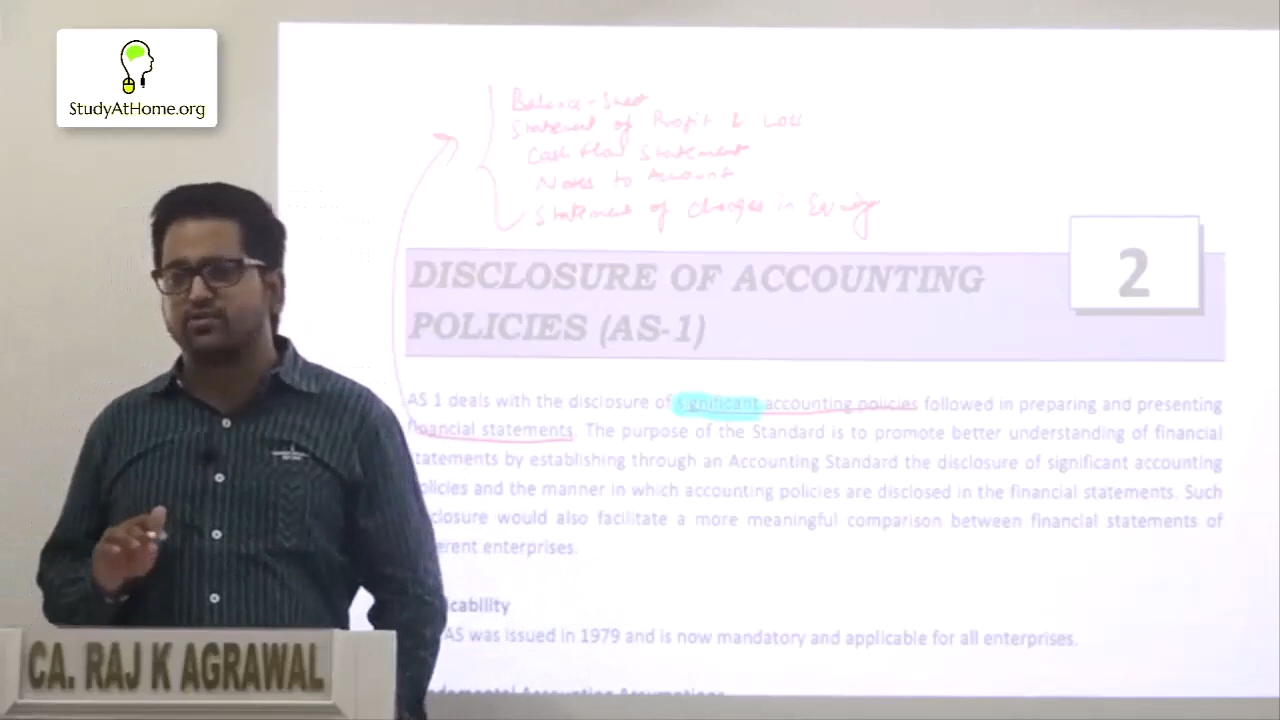 StudyAtHome.org
Balance-Sheet
Statement of Profit & Loss
Cash flow Statement
Notes to Account
Statement of changes in Equity
2
DISCLOSURE OF ACCOUNTING
POLICIES (AS-1)
AS 1 deals with the disclosure of significant accounting policies followed in preparing and presenting
financial statements. The purpose of the Standard is to promote better understanding of financial
tatements by establishing through an Accounting Standard the disclosure of significant accounting
olicies and the manner in which accounting policies are disclosed in the financial statements. Such
closure would also facilitate a more meaningful comparison between financial statements of
erent enterprises.
icability
AS was issued in 1979 and is now mandatory and applicable for all enterprises.
damental Accounting Assumptions
CA. RAJ K AGRAWAL